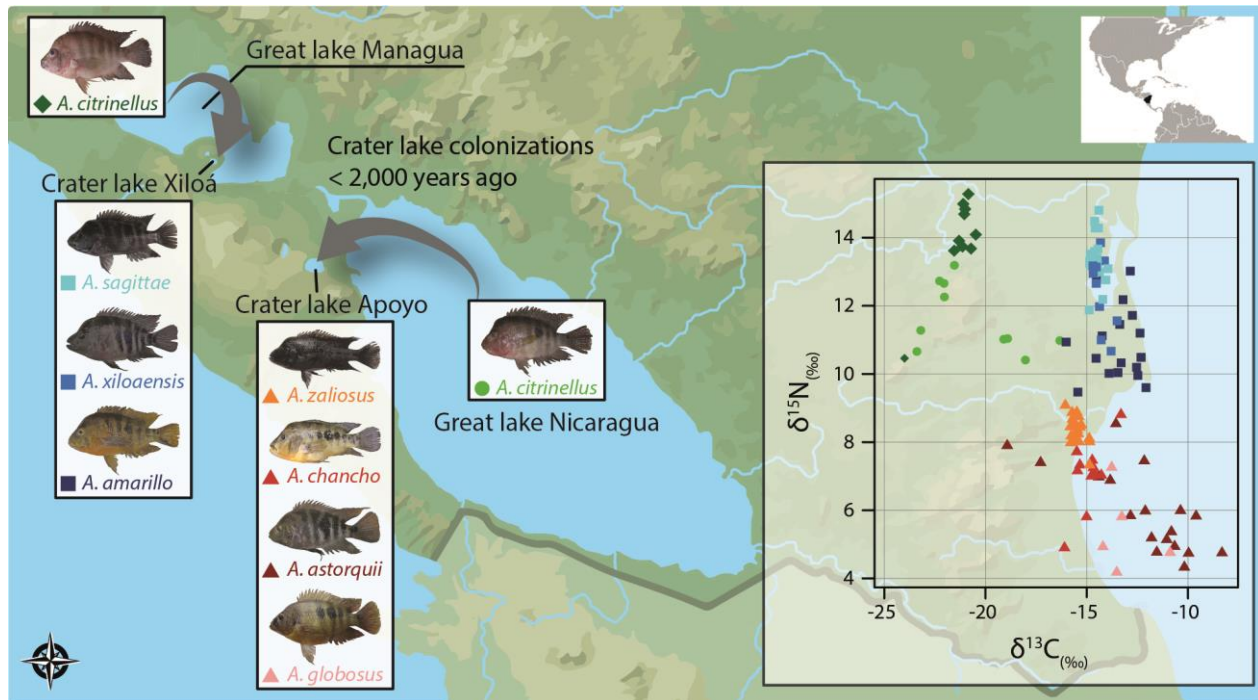 Great lake Managua
A. citrinellus
Crater lake colonizations
< 2,000 years ago
Crater lake Xiloá
A. sagittae
A. xiloaensis
A. amarillo
Crater lake Apoyo
A. zaliosus
A. chancho
A. astorquii
A. globosus
A. citrinellus
Great lake Nicaragua
δ15N(‰)
14
12
10
8
6
4
-25
-20
-15
-10
δ13C(‰)